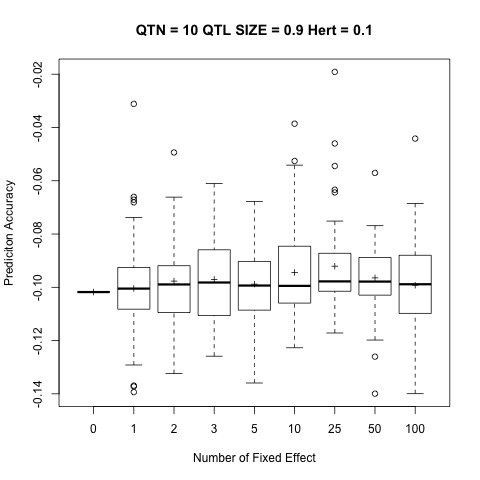 QTN = 10 QTL SIZE = 0.9 Hert = 0.1
Prediciton Accuracy
-0.02
-0.04
-0.06
-0.08
-0.10
-0.12
-0.14
0 1 2 3 5 10 25 50 100
Number of Fixed Effect